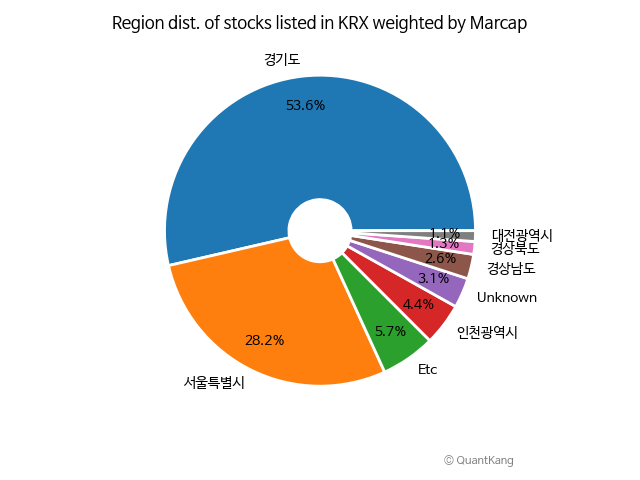 Region dist. of stocks listed in KRX weighted by Marcap
경기도
53.6%
1.1%
대전광역시
1.3%
경상북도
2.6%
경상남도
3.1%
Unknown
4.4%
인천광역시
5.7%
Etc
28.2%
서울특별시
© QuantKang